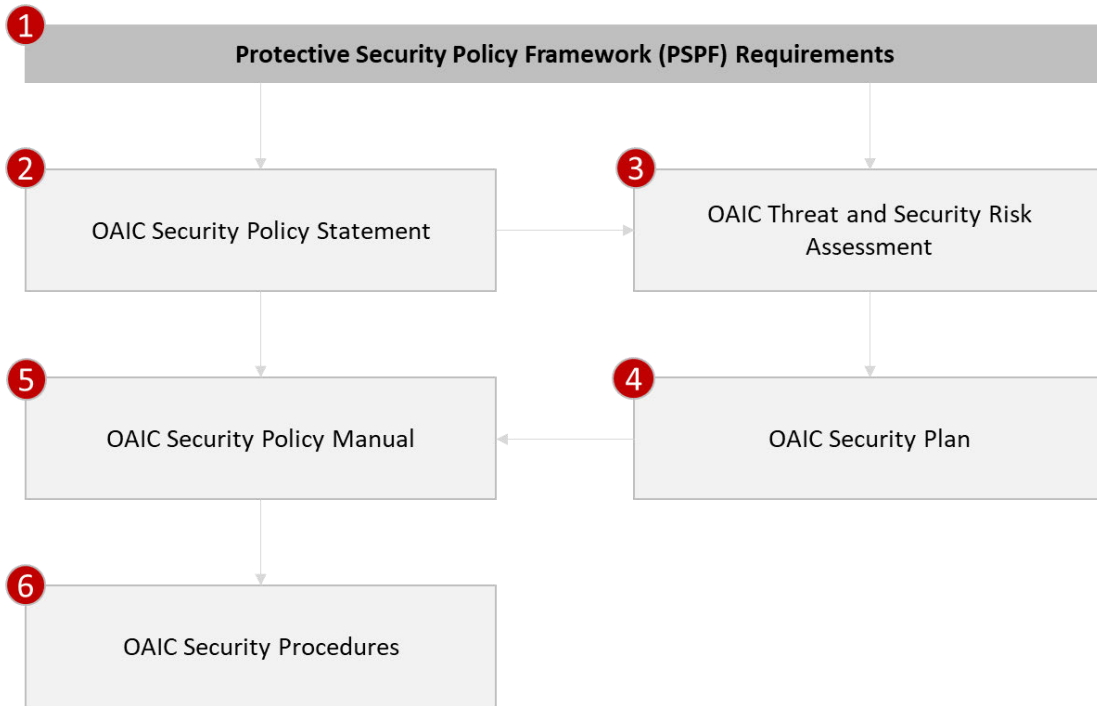 1
Protective Security Policy Framework (PSPF) Requirements
2
OAIC Security Policy Statement
3
OAIC Threat and Security Risk
Assessment
5
OAIC Security Policy Manual
4
OAIC Security Plan
6
OAIC Security Procedures